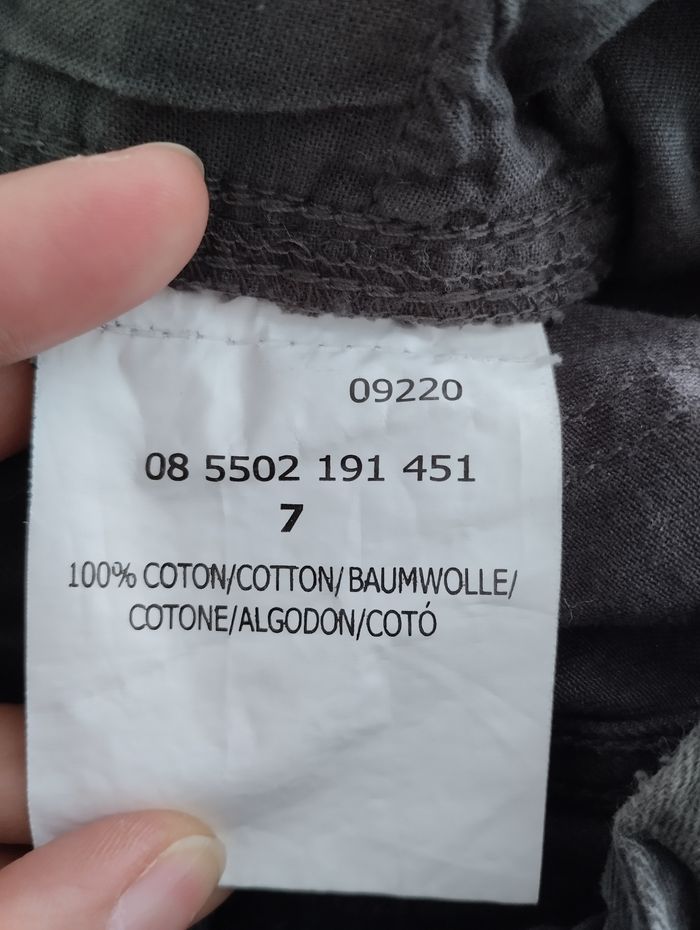 09220
08 5502 191 451
7
100% COTON/COTTON/BAUMWOLLE/
COTONE/ALGODON/COTÓ